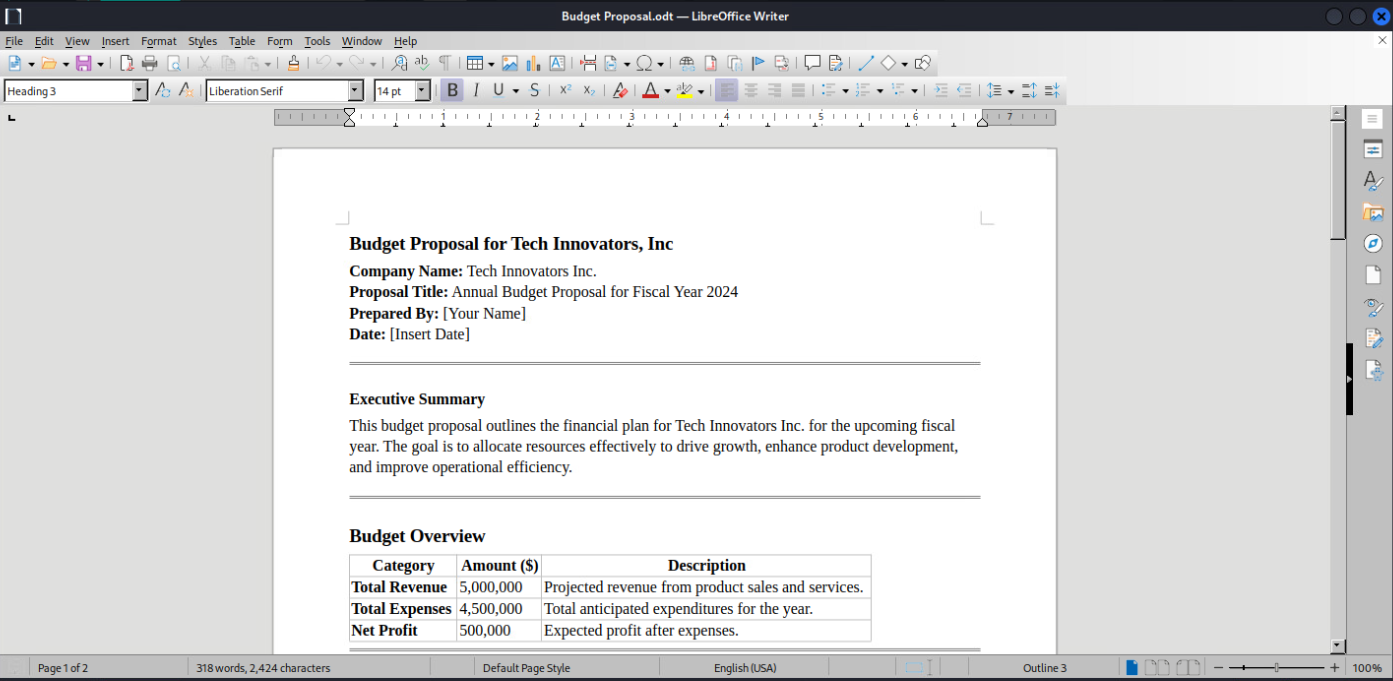 Budget Proposal.odt — LibreOffice Writer
File Edit View Insert Format Styles Table Form Tools Window Help
Heading 3 Liberation Serif 14 pt
1 2 3 4 5 6 7
Budget Proposal for Tech Innovators, Inc
Company Name: Tech Innovators Inc.
Proposal Title: Annual Budget Proposal for Fiscal Year 2024
Prepared By: [Your Name]
Date: [Insert Date]
Executive Summary
This budget proposal outlines the financial plan for Tech Innovators Inc. for the upcoming fiscal
year. The goal is to allocate resources effectively to drive growth, enhance product development,
and improve operational efficiency.
Budget Overview
Category Amount ($) Description
Total Revenue 5,000,000 Projected revenue from product sales and services.
Total Expenses 4,500,000 Total anticipated expenditures for the year.
Net Profit 500,000 Expected profit after expenses.
Page 1 of 2 318 words, 2,424 characters Default Page Style English (USA) Outline 3 100%